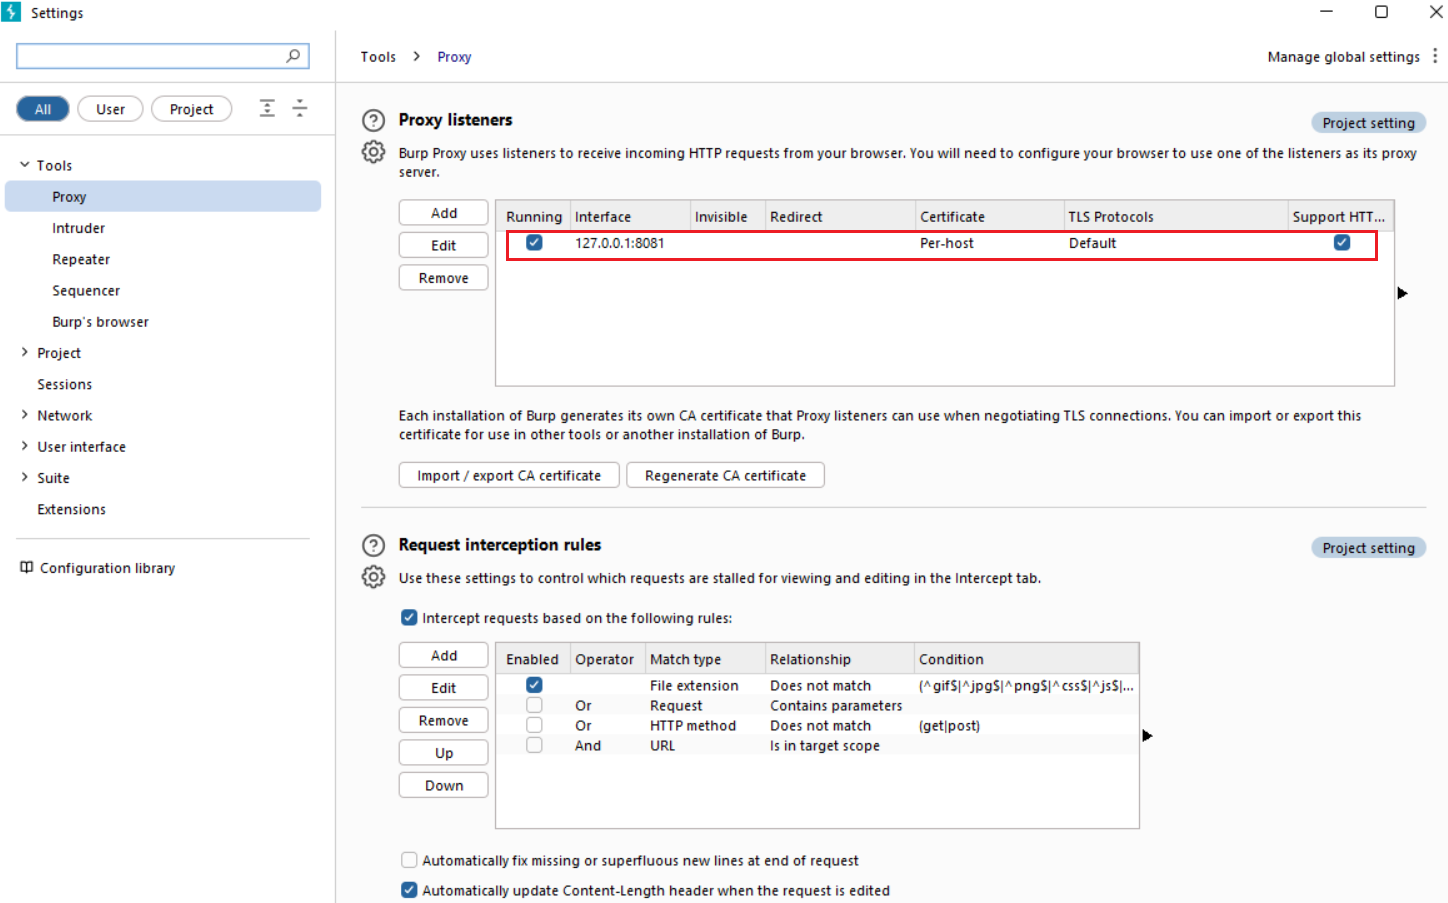 Settings
All User Project
Tools
Proxy
Intruder
Repeater
Sequencer
Burp's browser
Project
Sessions
Network
User interface
Suite
Extensions
Configuration library
Tools > Proxy
Manage global settings
Proxy listeners
Project setting
Burp Proxy uses listeners to receive incoming HTTP requests from your browser. You will need to configure your browser to use one of the listeners as its proxy
server.
Add
Edit
Remove
Running Interface Invisible Redirect Certificate TLS Protocols Support HTT...
127.0.0.1:8081 Per-host Default
Each installation of Burp generates its own CA certificate that Proxy listeners can use when negotiating TLS connections. You can import or export this
certificate for use in other tools or another installation of Burp.
Import / export CA certificate Regenerate CA certificate
Request interception rules
Project setting
Use these settings to control which requests are stalled for viewing and editing in the Intercept tab.
Intercept requests based on the following rules:
Add
Edit
Remove
Up
Down
Enabled Operator Match type Relationship Condition
File extension Does not match (^gif$|^jpg$|^png$|^css$|^js$|...
Or Request Contains parameters
Or HTTP method Does not match (get|post)
And URL Is in target scope
Automatically fix missing or superfluous new lines at end of request
Automatically update Content-Length header when the request is edited